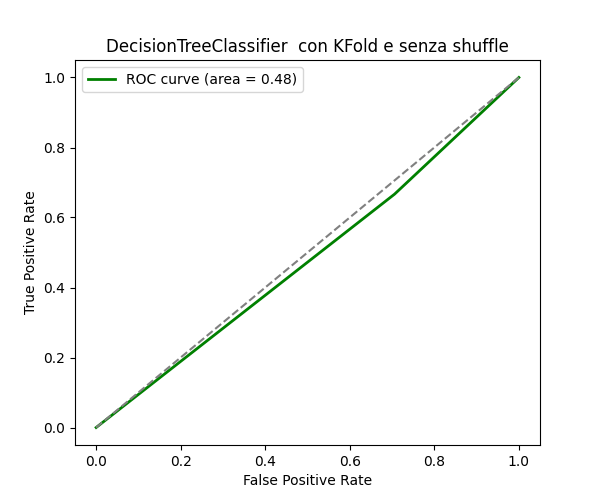 DecisionTreeClassifier  con KFold e senza shuffle
ROC curve (area = 0.48)
1.0
0.8
0.6
0.4
0.2
0.0
True Positive Rate
0.0 0.2 0.4 0.6 0.8 1.0
False Positive Rate